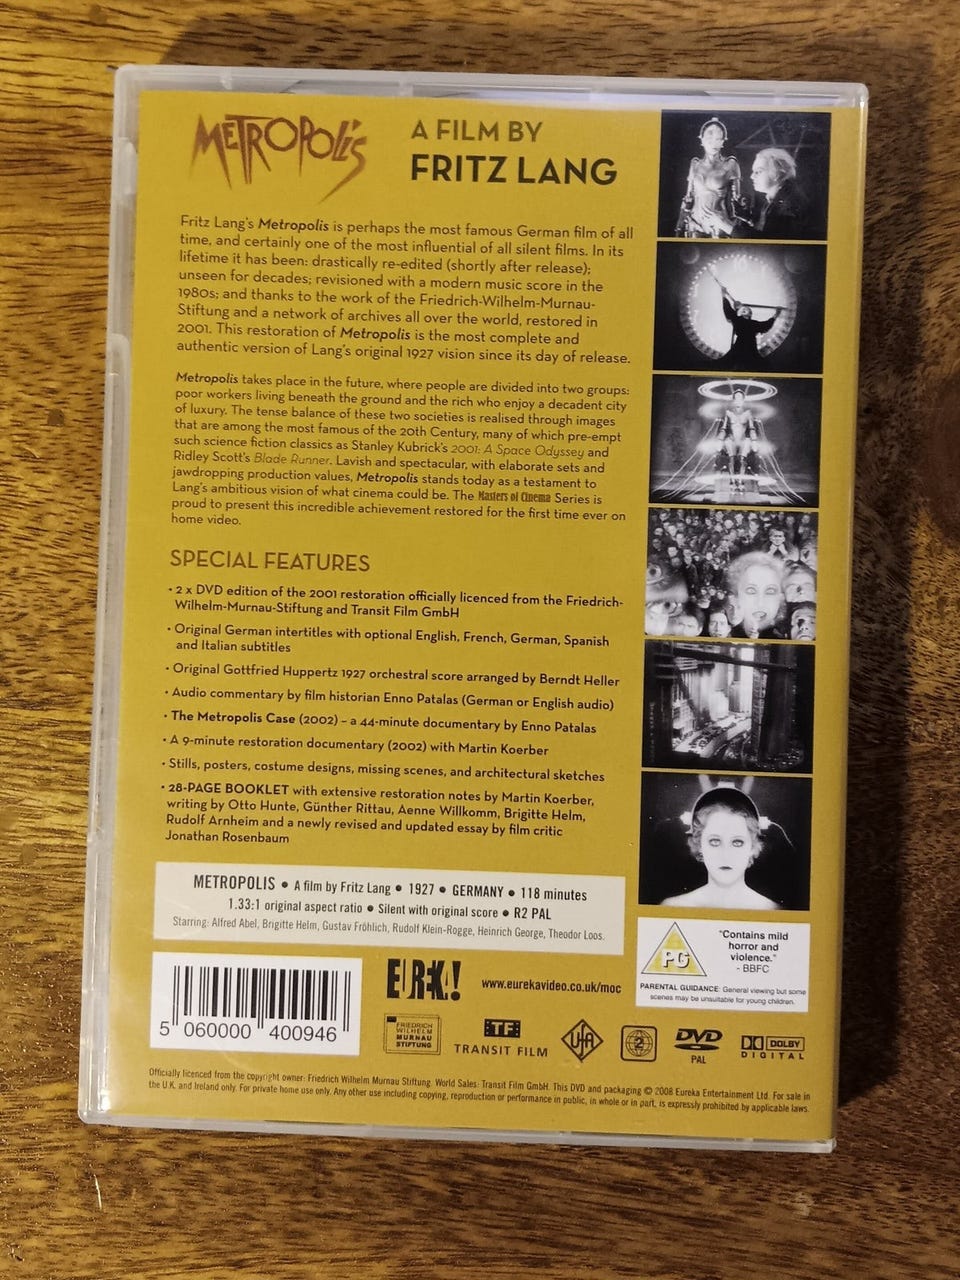 METROPOLIS
A FILM BY
FRITZ LANG
Fritz Lang's Metropolis is perhaps the most famous German film of all
time, and certainly one of the most influential of all silent films. In its
lifetime it has been: drastically re-edited (shortly after release);
unseen for decades; revisioned with a modern music score in the
1980s; and thanks to the work of the Friedrich-Wilhelm-Murnau-
Stiftung and a network of archives all over the world, restored in
2001. This restoration of Metropolis is the most complete and
authentic version of Lang's original 1927 vision since its day of release.
Metropolis takes place in the future, where people are divided into two groups:
poor workers living beneath the ground and the rich who enjoy a decadent city
of luxury. The tense balance of these two societies is realised through images
that are among the most famous of the 20th Century, many of which pre-empt
such science fiction classics as Stanley Kubrick's 2001: A Space Odyssey and
Ridley Scott's Blade Runner. Lavish and spectacular, with elaborate sets and
jawdropping production values, Metropolis stands today as a testament to
Lang's ambitious vision of what cinema could be. The Masters of Cinema Series is
proud to present this incredible achievement restored for the first time ever on
home video.
SPECIAL FEATURES
• 2 x DVD edition of the 2001 restoration officially licenced from the Friedrich-
Wilhelm-Murnau-Stiftung and Transit Film GmbH
• Original German intertitles with optional English, French, German, Spanish
and Italian subtitles
• Original Gottfried Huppertz 1927 orchestral score arranged by Berndt Heller
• Audio commentary by film historian Enno Patalas (German or English audio)
• The Metropolis Case (2002) – a 44-minute documentary by Enno Patalas
• A 9-minute restoration documentary (2002) with Martin Koerber
• Stills, posters, costume designs, missing scenes, and architectural sketches
• 28-PAGE BOOKLET with extensive restoration notes by Martin Koerber,
writing by Otto Hunte, Günther Rittau, Aenne Willkomm, Brigitte Helm,
Rudolf Arnheim and a newly revised and updated essay by film critic
Jonathan Rosenbaum
METROPOLIS • A film by Fritz Lang • 1927 • GERMANY • 118 minutes
1.33:1 original aspect ratio • Silent with original score • R2 PAL
Starring: Alfred Abel, Brigitte Helm, Gustav Fröhlich, Rudolf Klein-Rogge, Heinrich George, Theodor Loos.
PG
"Contains mild
horror and
violence."
- BBFC
PARENTAL GUIDANCE: General viewing but some
scenes may be unsuitable for young children.
5 060000 400946
EUREKA!
www.eurekavideo.co.uk/moc
FRIEDRICH
WILHELM
MURNAU
STIFTUNG
TF
TRANSIT FILM
UfA
2
DVD
PAL
DOLBY
DIGITAL
Officially licenced from the copyright owner: Friedrich Wilhelm Murnau Stiftung. World Sales: Transit Film GmbH. This DVD and packaging © 2008 Eureka Entertainment Ltd. For sale in
the U.K. and Ireland only. For private home use only. Any other use including copying, reproduction or performance in public, in whole or in part, is expressly prohibited by applicable laws.